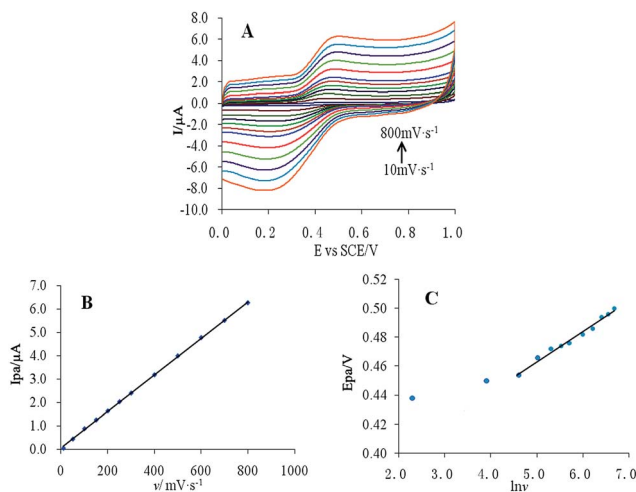 A
8.0
6.0
4.0
2.0
0.0
-2.0
-4.0
-6.0
-8.0
-10.0
I/μA
800mV·s⁻¹
10mV·s⁻¹
0.0 0.2 0.4 0.6 0.8 1.0
E vs SCE/V
B
7.0
6.0
5.0
4.0
3.0
2.0
1.0
0.0
Ipa/μA
0 200 400 600 800 1000
v/ mV·s⁻¹
C
0.52
0.50
0.48
0.46
0.44
0.42
0.40
Epa/V
2.0 3.0 4.0 5.0 6.0 7.0
lnv